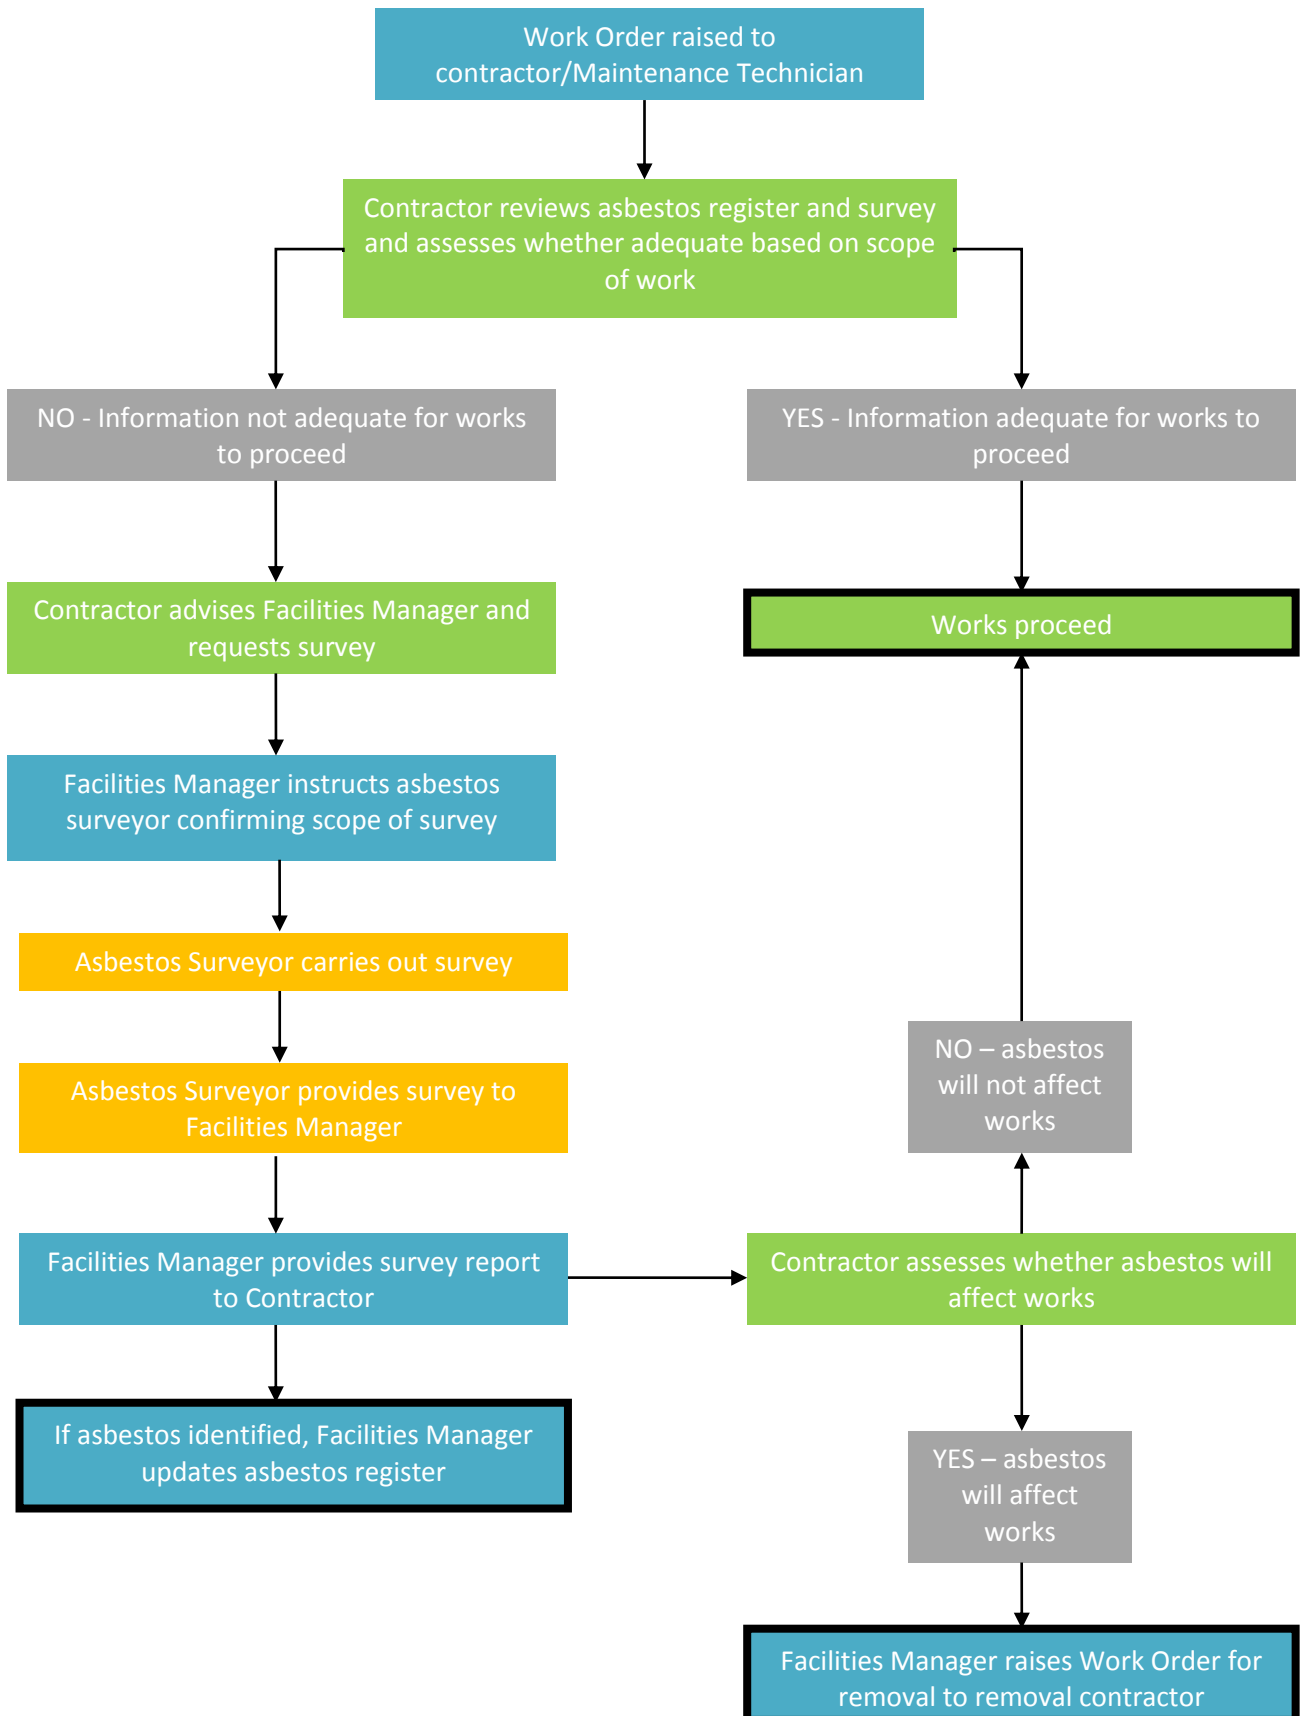 Work Order raised to
contractor/Maintenance Technician
Contractor reviews asbestos register and survey
and assesses whether adequate based on scope
of work
NO - Information not adequate for works
to proceed
YES - Information adequate for works to
proceed
Contractor advises Facilities Manager and
requests survey
Works proceed
Facilities Manager instructs asbestos
surveyor confirming scope of survey
Asbestos Surveyor carries out survey
Asbestos Surveyor provides survey to
Facilities Manager
NO – asbestos
will not affect
works
Facilities Manager provides survey report
to Contractor
Contractor assesses whether asbestos will
affect works
If asbestos identified, Facilities Manager
updates asbestos register
YES – asbestos
will affect
works
Facilities Manager raises Work Order for
removal to removal contractor